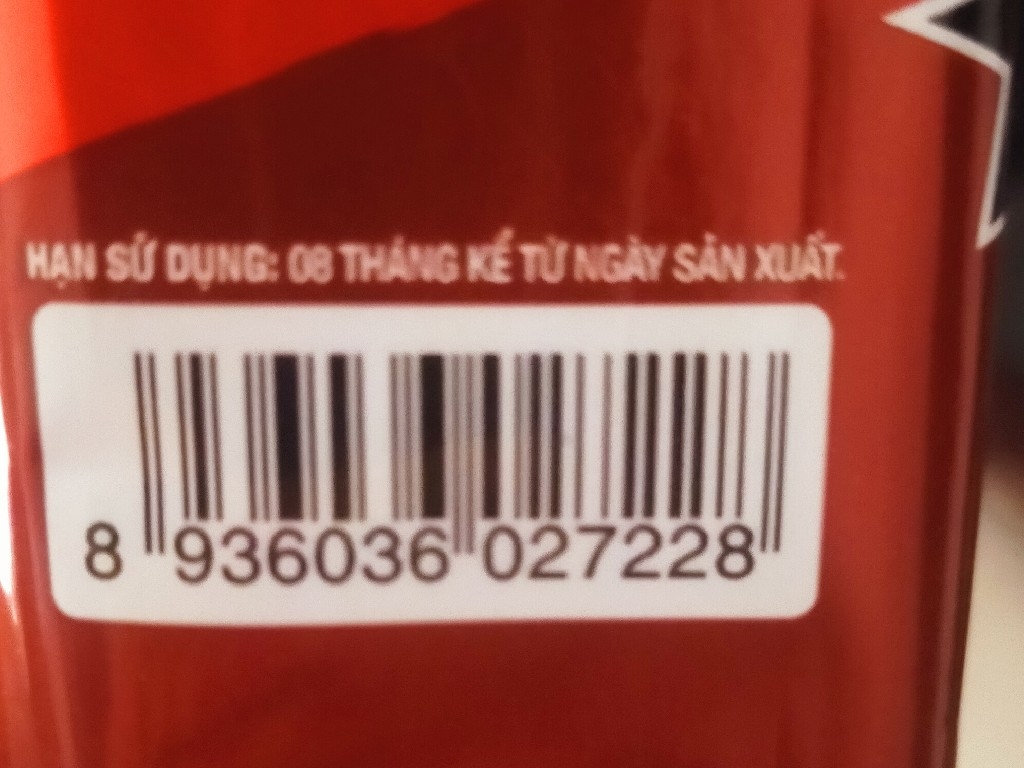 HẠN SỬ DỤNG: 08 THÁNG KỂ TỪ NGÀY SẢN XUẤT.
8 936036 027228